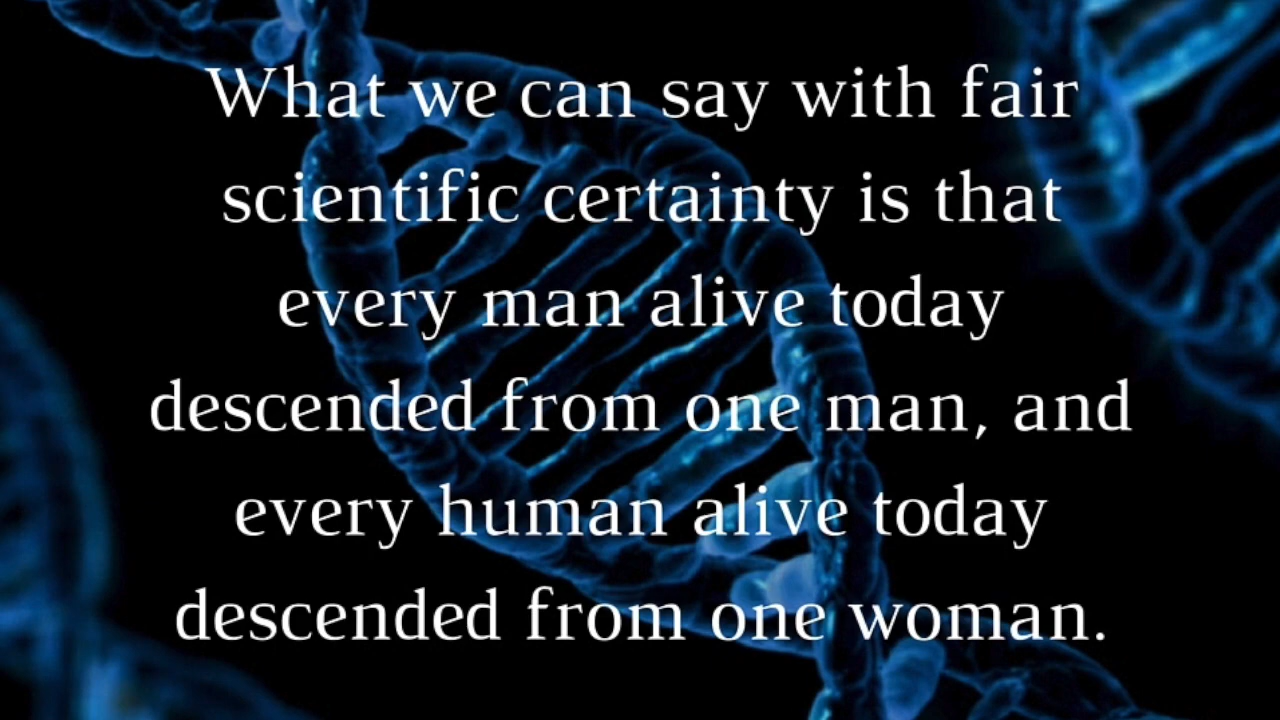 What we can say with fair
scientific certainty is that
every man alive today
descended from one man, and
every human alive today
descended from one woman.